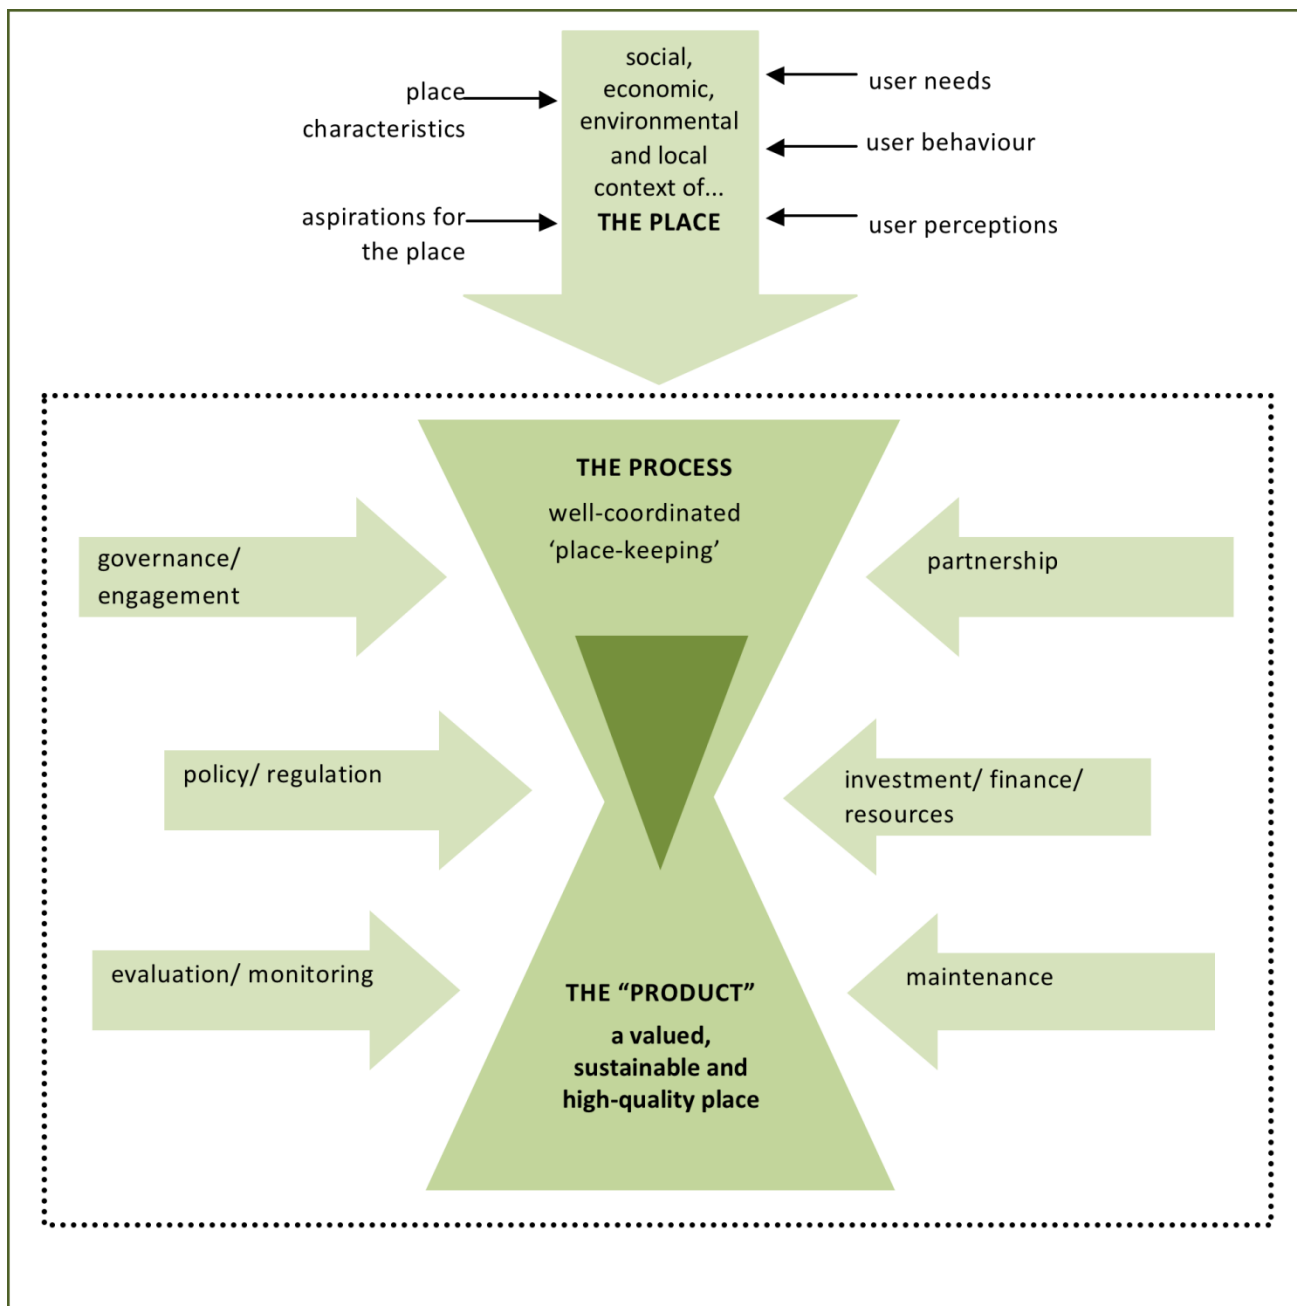 social,
economic,
environmental
and local
context of...
THE PLACE
place
characteristics
aspirations for
the place
user needs
user behaviour
user perceptions
THE PROCESS
well-coordinated
‘place-keeping’
governance/
engagement
partnership
policy/ regulation
investment/ finance/
resources
evaluation/ monitoring
maintenance
THE “PRODUCT”
a valued,
sustainable and
high-quality place